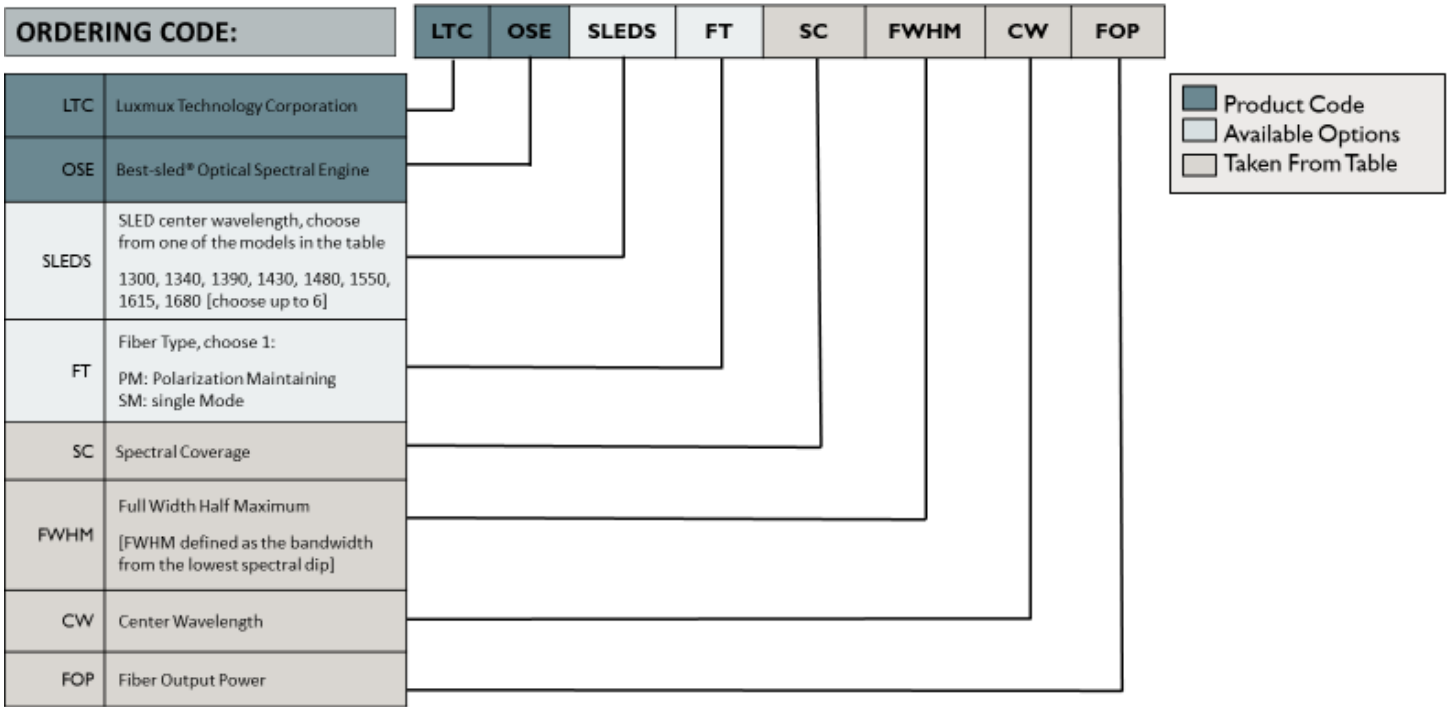 ORDERING CODE:
LTC OSE SLEDS FT SC FWHM CW FOP
LTC Luxmux Technology Corporation
OSE Best-sled® Optical Spectral Engine
SLEDS
SLED center wavelength, choose
from one of the models in the table
1300, 1340, 1390, 1430, 1480, 1550,
1615, 1680 [choose up to 6]
FT
Fiber Type, choose 1:
PM: Polarization Maintaining
SM: single Mode
SC Spectral Coverage
FWHM
Full Width Half Maximum
[FWHM defined as the bandwidth
from the lowest spectral dip]
CW Center Wavelength
FOP Fiber Output Power
Product Code
Available Options
Taken From Table